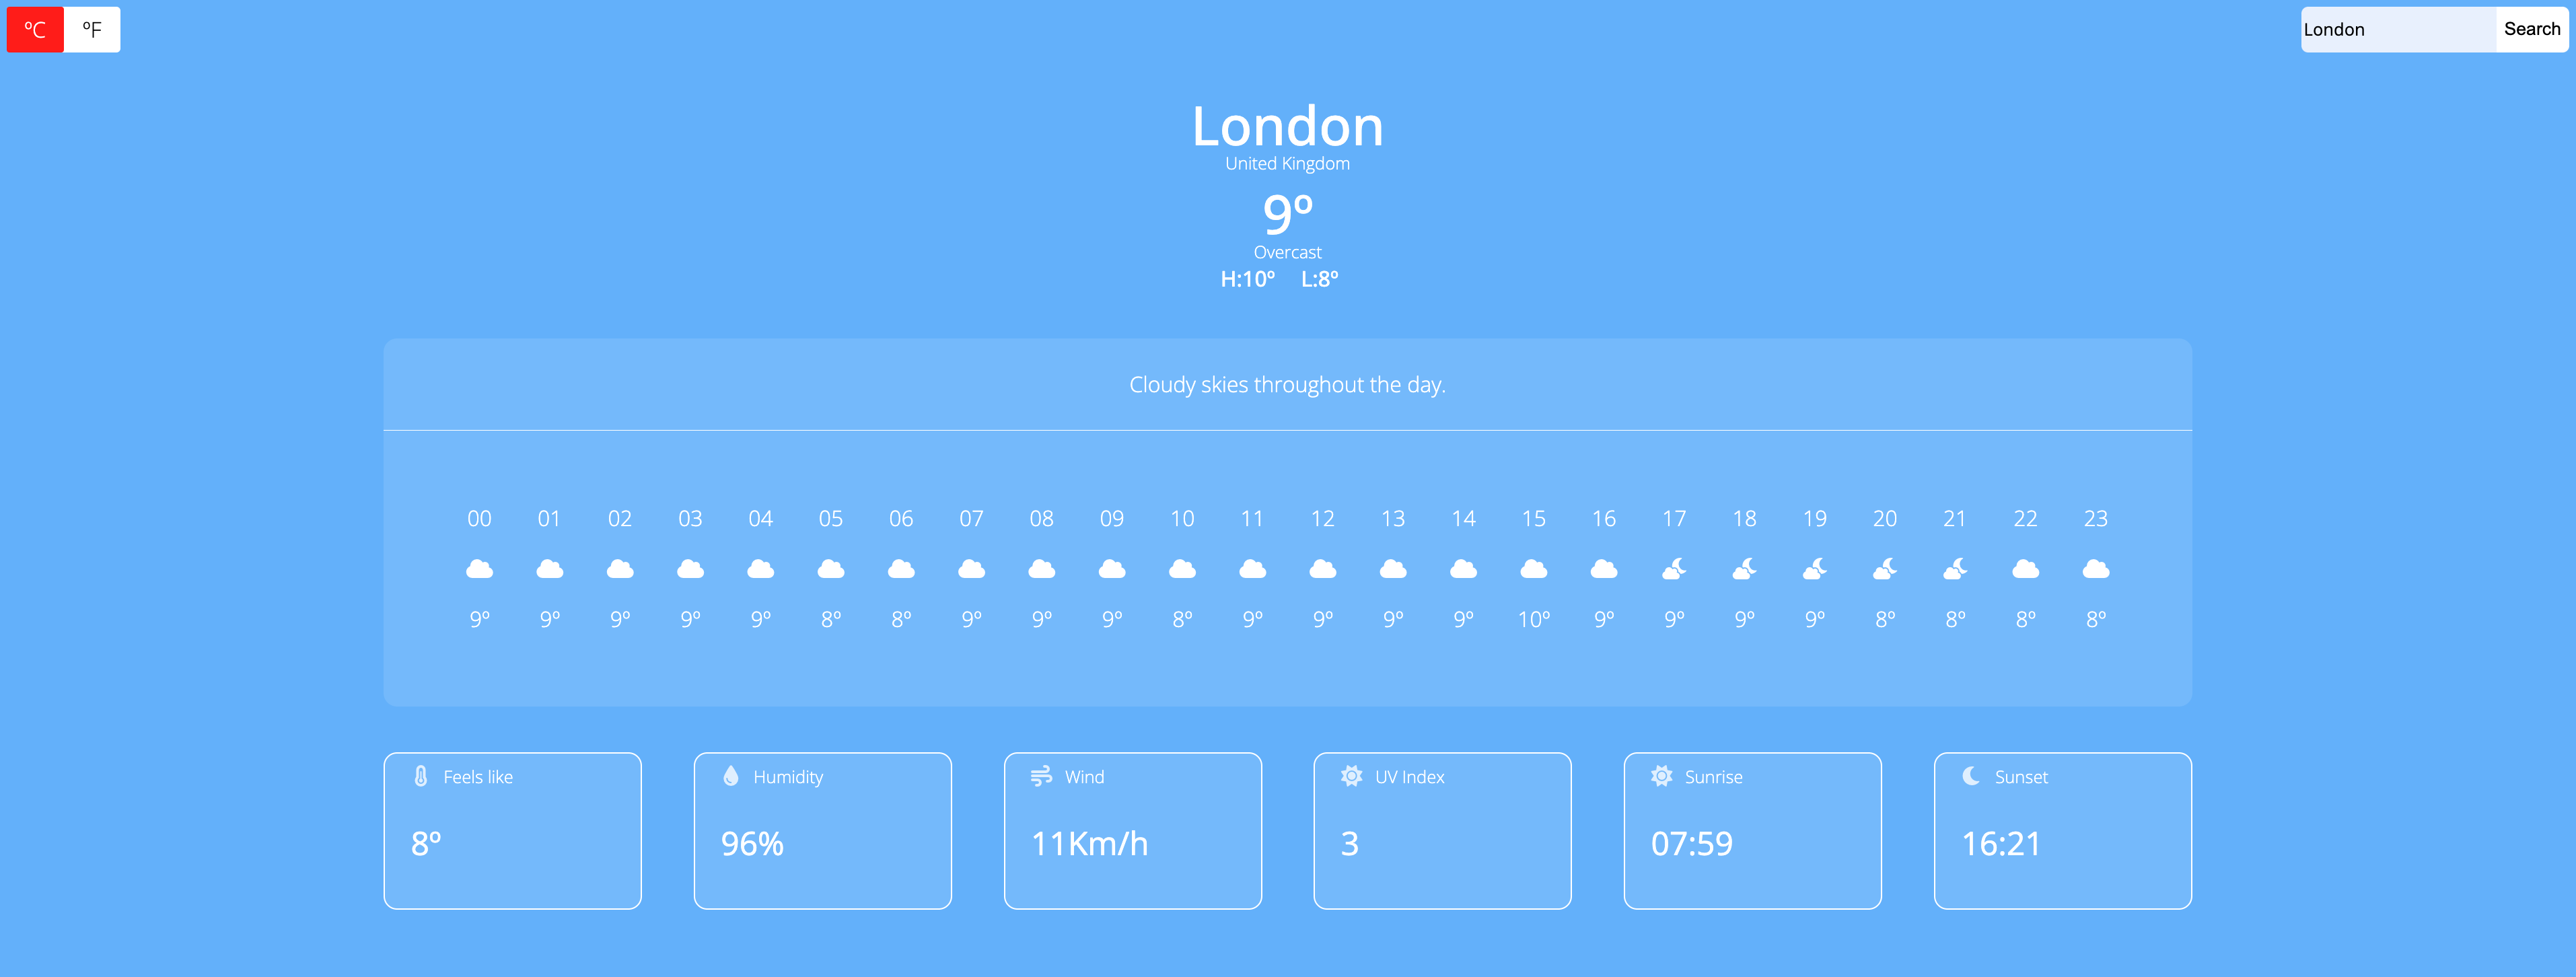 ºC ºF London Search
London
United Kingdom
9º
Overcast
H:10º L:8º
Cloudy skies throughout the day.
00 01 02 03 04 05 06 07 08 09 10 11 12 13 14 15 16 17 18 19 20 21 22 23
9º 9º 9º 9º 9º 8º 8º 9º 9º 9º 8º 9º 9º 9º 9º 10º 9º 9º 9º 9º 8º 8º 8º 8º
Feels like
8º
Humidity
96%
Wind
11Km/h
UV Index
3
Sunrise
07:59
Sunset
16:21